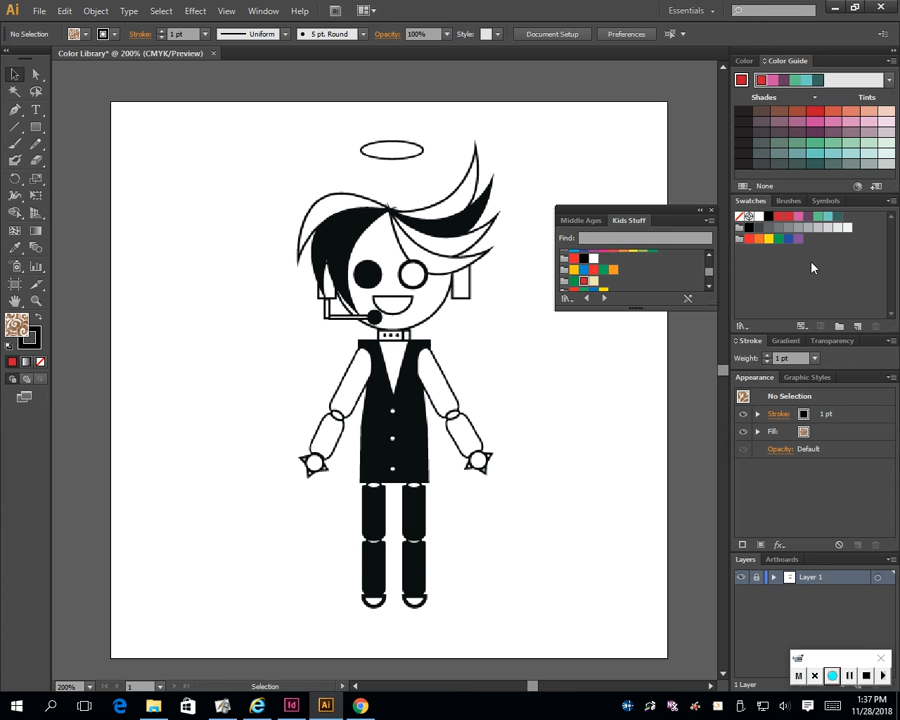 Ai File Edit Object Type Select Effect View Window Help Br Essentials
No Selection Stroke: 1 pt Uniform 5 pt. Round Opacity: 100% Style: Document Setup Preferences
Color Library* @ 200% (CMYK/Preview) ×
Color Color Guide
Shades Tints
None
Swatches Brushes Symbols
Middle Ages Kids Stuff
Find:
Stroke Gradient Transparency
Weight: 1 pt
Appearance Graphic Styles
No Selection
Stroke: 1 pt
Fill:
Opacity: Default
fx
Layers Artboards
Layer 1
M
1 Layer
200% 1 Selection
Id Ai
1:37 PM
11/28/2018